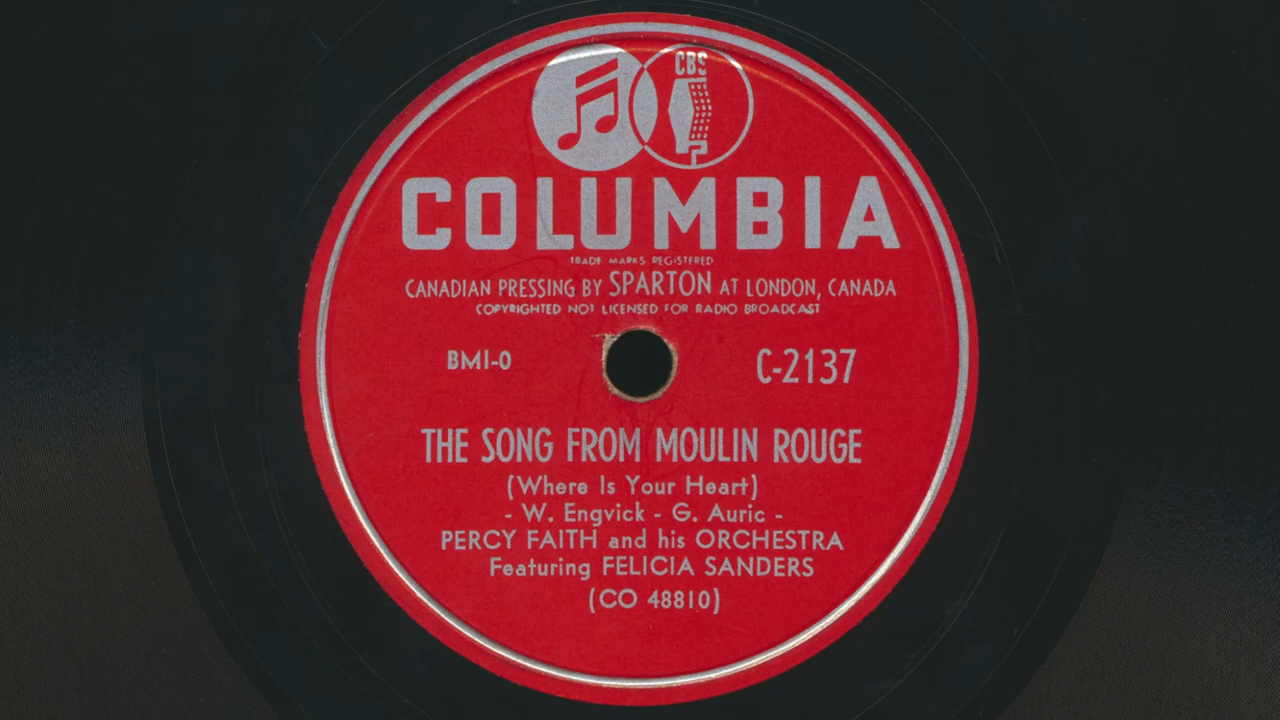 CBS
COLUMBIA
TRADE MARKS REGISTERED
CANADIAN PRESSING BY SPARTON AT LONDON, CANADA
COPYRIGHTED NOT LICENSED FOR RADIO BROADCAST
BMI-O C-2137
THE SONG FROM MOULIN ROUGE
(Where Is Your Heart)
- W. Engvick - G. Auric -
PERCY FAITH and his ORCHESTRA
Featuring FELICIA SANDERS
(CO 48810)